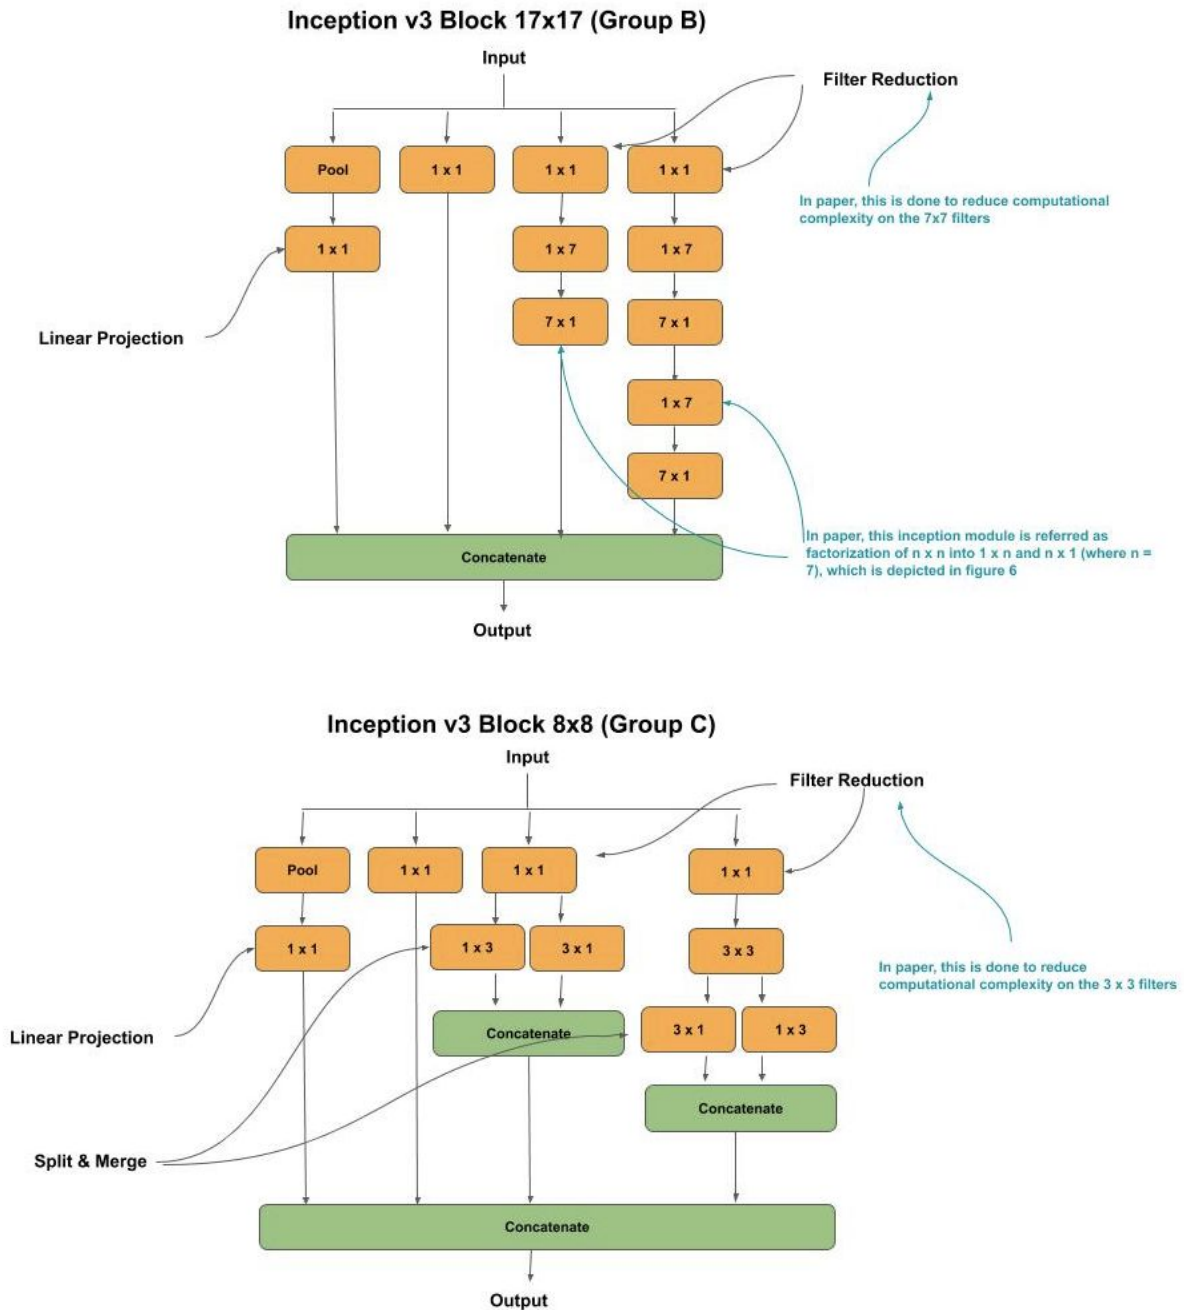 Inception v3 Block 17x17 (Group B)
Input
Filter Reduction
Pool
1 x 1
1 x 1
1 x 1
In paper, this is done to reduce computational
complexity on the 7x7 filters
1 x 1
1 x 7
1 x 7
7 x 1
7 x 1
Linear Projection
1 x 7
7 x 1
In paper, this inception module is referred as
factorization of n x n into 1 x n and n x 1 (where n =
7), which is depicted in figure 6
Concatenate
Output
Inception v3 Block 8x8 (Group C)
Input
Filter Reduction
Pool
1 x 1
1 x 1
1 x 1
1 x 1
1 x 3
3 x 1
3 x 3
In paper, this is done to reduce
computational complexity on the 3 x 3 filters
Linear Projection
Concatenate
3 x 1
1 x 3
Concatenate
Split & Merge
Concatenate
Output